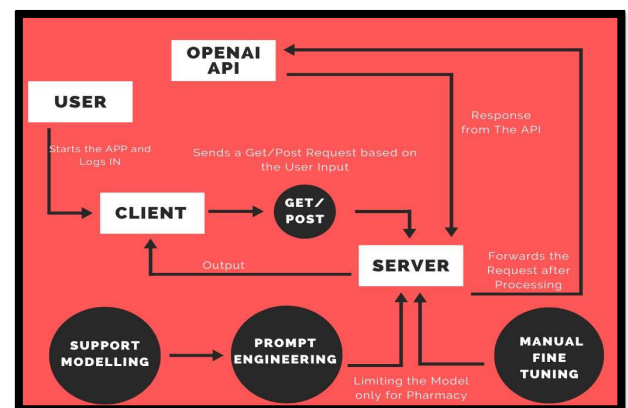 OPENAI
API
USER
Response
from The API
Starts the APP and
Logs IN
Sends a Get/Post Request based on
the User Input
CLIENT
GET/
POST
Output
SERVER
Forwards the
Request after
Processing
SUPPORT
MODELLING
PROMPT
ENGINEERING
MANUAL
FINE
TUNING
Limiting the Model
only for Pharmacy